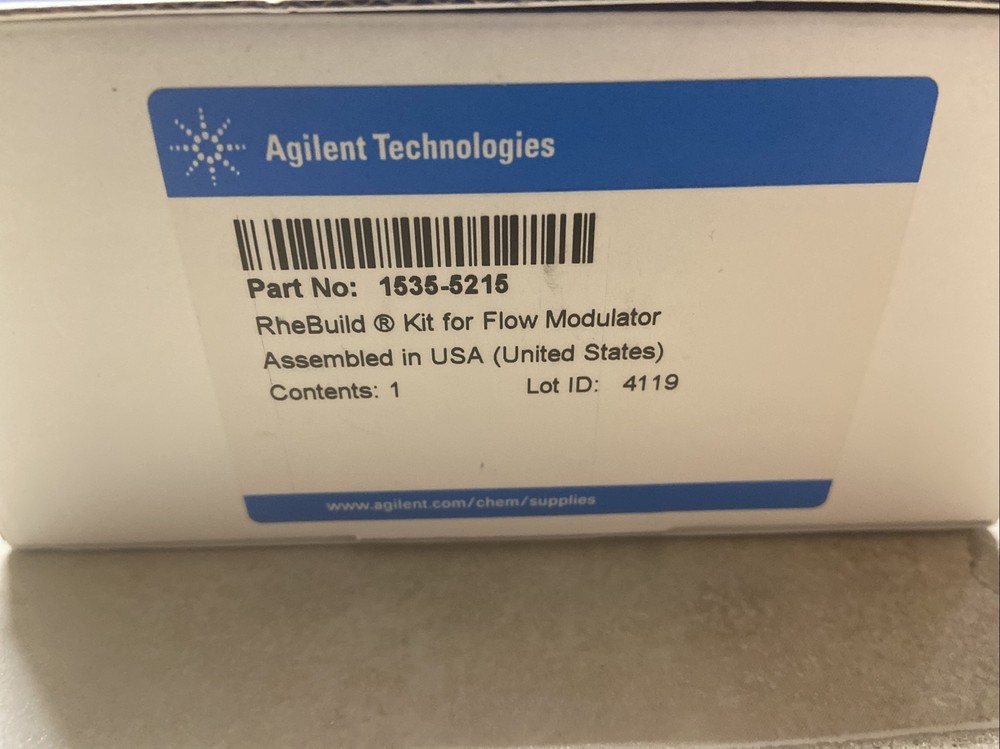 Agilent Technologies
Part No: 1535-5215
RheBuild ® Kit for Flow Modulator
Assembled in USA (United States)
Contents: 1 Lot ID: 4119
www.agilent.com/chem/supplies